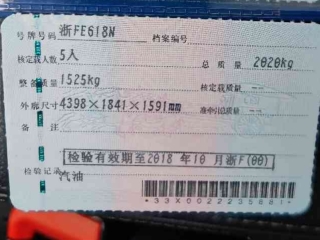 号牌号码 浙FE618N 档案编号
核定载人数 5人 总质量 2020kg
整备质量 1525kg 核定载质量 --
外廓尺寸 4398×1841×1591mm 准牵引总质量 --
备注
检验有效期至2018年10月浙F(00)
检验记录
汽油
*33X0022235881*